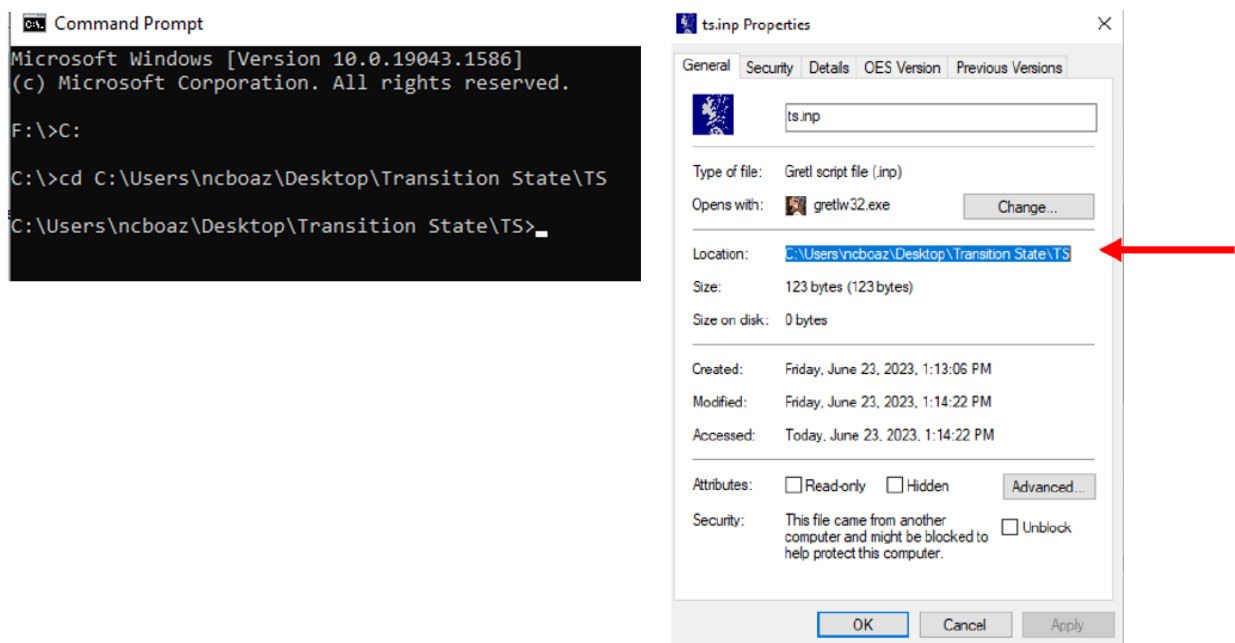 Command Prompt
Microsoft Windows [Version 10.0.19043.1586]
(c) Microsoft Corporation. All rights reserved.
F:\>C:
C:\>cd C:\Users\ncboaz\Desktop\Transition State\TS
C:\Users\ncboaz\Desktop\Transition State\TS>
ts.inp Properties
General Security Details OES Version Previous Versions
ts.inp
Type of file: Gretl script file (.inp)
Opens with: gretlw32.exe Change...
Location: C:\Users\ncboaz\Desktop\Transition State\TS
Size: 123 bytes (123 bytes)
Size on disk: 0 bytes
Created: Friday, June 23, 2023, 1:13:06 PM
Modified: Friday, June 23, 2023, 1:14:22 PM
Accessed: Today, June 23, 2023, 1:14:22 PM
Attributes: Read-only Hidden Advanced...
Security: This file came from another
computer and might be blocked to
help protect this computer.
Unblock
OK Cancel Apply